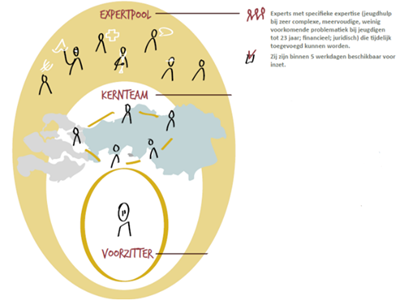 EXPERTPOOL
Experts met specifieke expertise (jeugdhulp
bij zeer complexe, meervoudige, weinig
voorkomende problematiek bij jeugdigen
tot 23 jaar; financieel; juridisch) die tijdelijk
toegevoegd kunnen worden.
Zij zijn binnen 5 werkdagen beschikbaar voor
inzet.
KERNTEAM
VOORZITTER